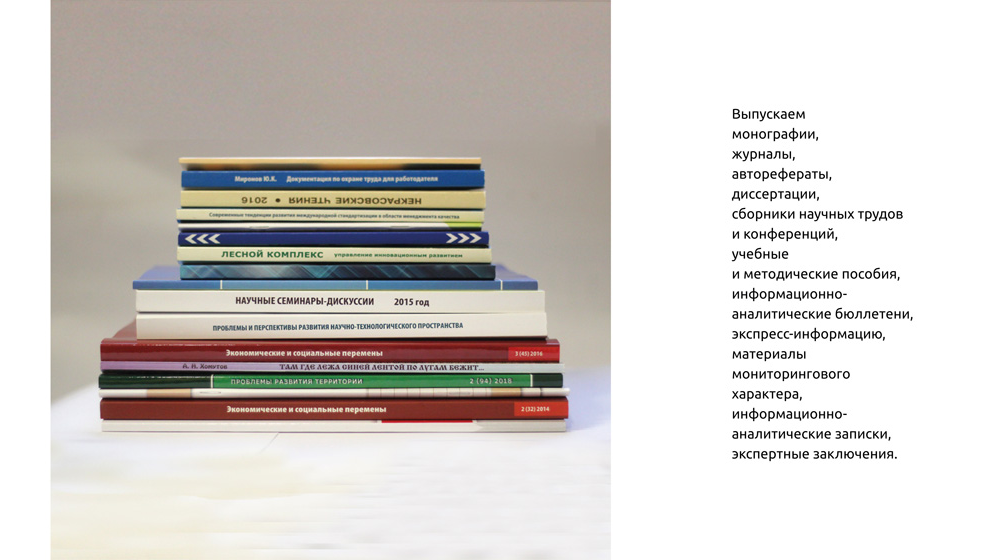 Миронов Ю.К. Документация по охране труда для работодателя
НЕКРАСОВСКИЕ ЧТЕНИЯ • 2016
Современные тенденции развития международной стандартизации в области менеджмента качества
ЛЕСНОЙ КОМПЛЕКС управление инновационным развитием
НАУЧНЫЕ СЕМИНАРЫ-ДИСКУССИИ 2015 год
ПРОБЛЕМЫ И ПЕРСПЕКТИВЫ РАЗВИТИЯ НАУЧНО-ТЕХНОЛОГИЧЕСКОГО ПРОСТРАНСТВА
Экономические и социальные перемены 3 (45) 2016
А. В. Хомутов ТАМ ГДЕ ЛЕЖА СИНЕЙ ЛЕНТОЙ ПО ЛУГАМ БЕЖИТ...
ПРОБЛЕМЫ РАЗВИТИЯ ТЕРРИТОРИИ 2 (94) 2018
Экономические и социальные перемены 2 (32) 2014
Выпускаем
монографии,
журналы,
авторефераты,
диссертации,
сборники научных трудов
и конференций,
учебные
и методические пособия,
информационно-
аналитические бюллетени,
экспресс-информацию,
материалы
мониторингового
характера,
информационно-
аналитические записки,
экспертные заключения.